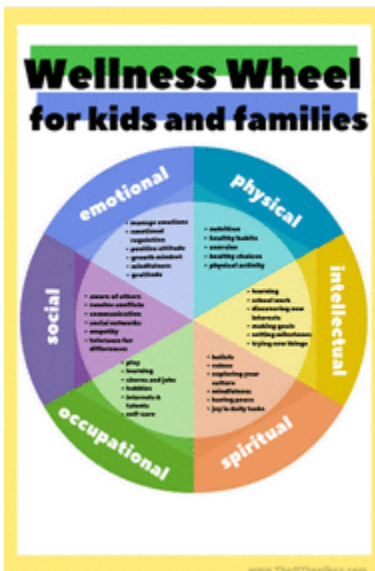 Wellness Wheel
for kids and families
emotional
• manage emotions
• emotional
regulation
• positive attitude
• growth mindset
• mindfulness
• gratitude
physical
• nutrition
• healthy habits
• exercise
• healthy choices
• physical activity
intellectual
• learning
• school work
• discovering new
interests
• making goals
• setting milestones
• trying new things
spiritual
• beliefs
• values
• exploring your
culture
• mindfulness
• having peace
• joy in daily tasks
occupational
• play
• learning
• chores and jobs
• hobbies
• interests &
talents
• self-care
social
• aware of others
• resolve conflicts
• communication
• social networks
• empathy
• tolerance for
differences